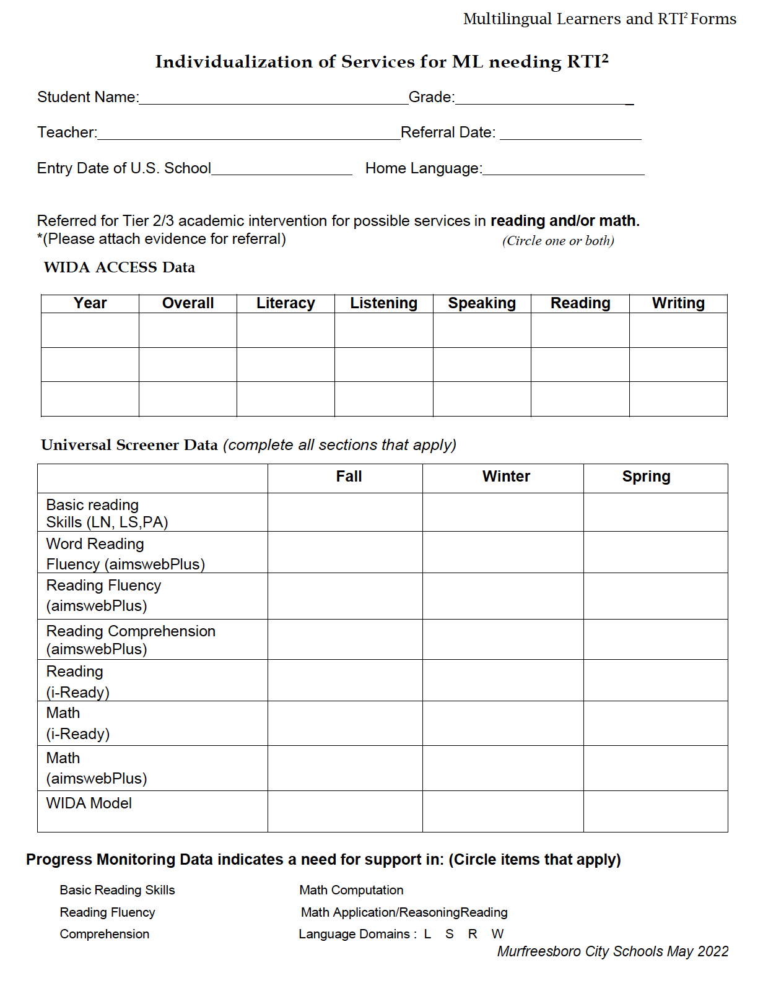 Multilingual Learners and RTI² Forms
Individualization of Services for ML needing RTI²
Student Name:_______________________________Grade:____________________
Teacher:___________________________________Referral Date: ________________
Entry Date of U.S. School________________ Home Language:___________________
Referred for Tier 2/3 academic intervention for possible services in reading and/or math.
*(Please attach evidence for referral) (Circle one or both)
WIDA ACCESS Data
Year Overall Literacy Listening Speaking Reading Writing
Universal Screener Data (complete all sections that apply)
Fall Winter Spring
Basic reading
Skills (LN, LS,PA)
Word Reading
Fluency (aimswebPlus)
Reading Fluency
(aimswebPlus)
Reading Comprehension
(aimswebPlus)
Reading
(i-Ready)
Math
(i-Ready)
Math
(aimswebPlus)
WIDA Model
Progress Monitoring Data indicates a need for support in: (Circle items that apply)
Basic Reading Skills Math Computation
Reading Fluency Math Application/ReasoningReading
Comprehension Language Domains : L S R W
Murfreesboro City Schools May 2022